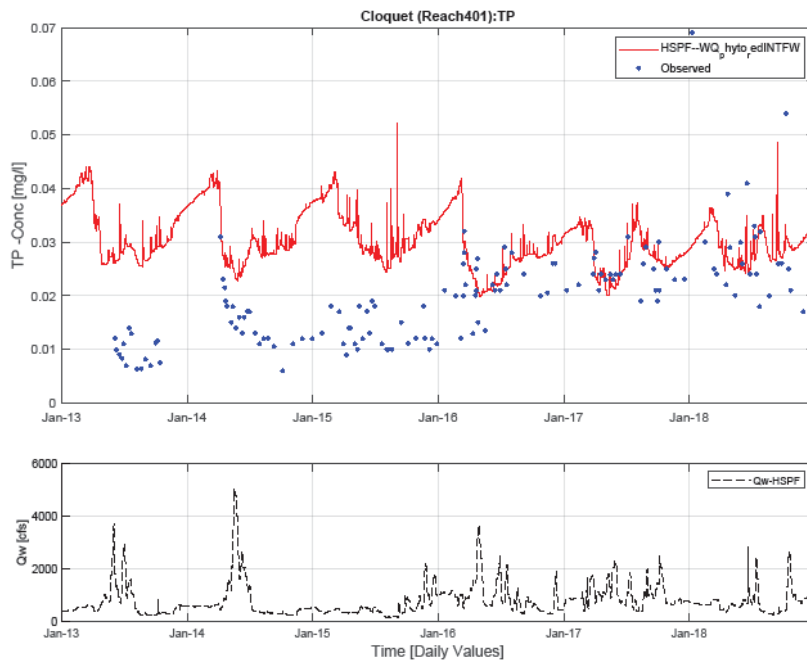 Cloquet (Reach401):TP
0.07
0.06
0.05
0.04
0.03
0.02
0.01
0
TP -Conc [mg/l]
HSPF--WQphytoredINTFW
Observed
Jan-13 Jan-14 Jan-15 Jan-16 Jan-17 Jan-18
6000
4000
2000
0
Qw [cfs]
Qw-HSPF
Jan-13 Jan-14 Jan-15 Jan-16 Jan-17 Jan-18
Time [Daily Values]